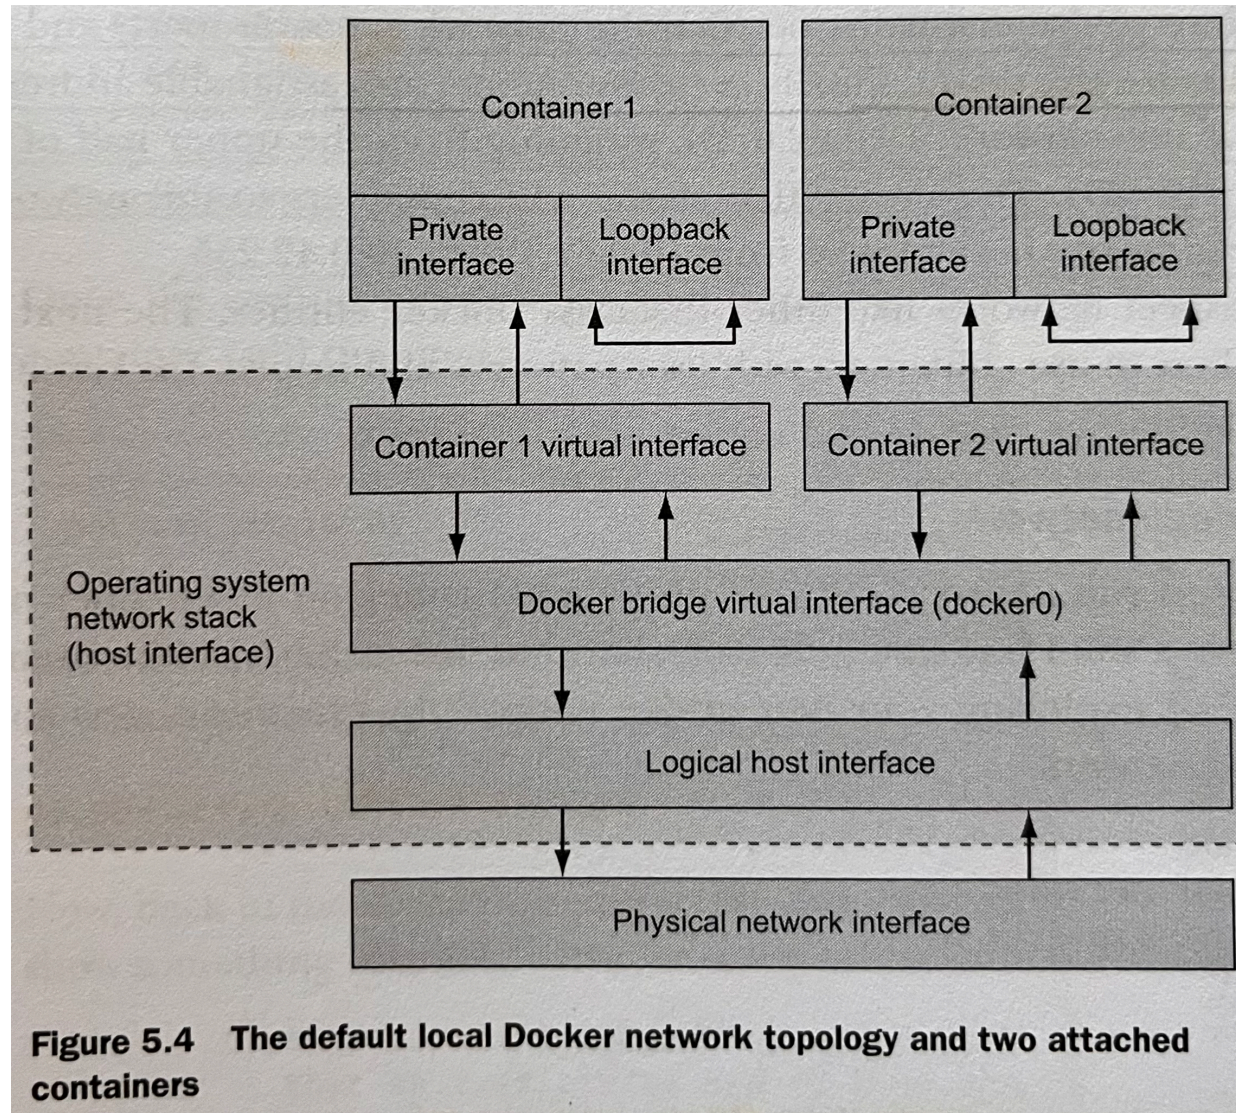 Container 1
Container 2
Private
interface
Loopback
interface
Private
interface
Loopback
interface
Container 1 virtual interface
Container 2 virtual interface
Operating system
network stack
(host interface)
Docker bridge virtual interface (docker0)
Logical host interface
Physical network interface
Figure 5.4 The default local Docker network topology and two attached
containers